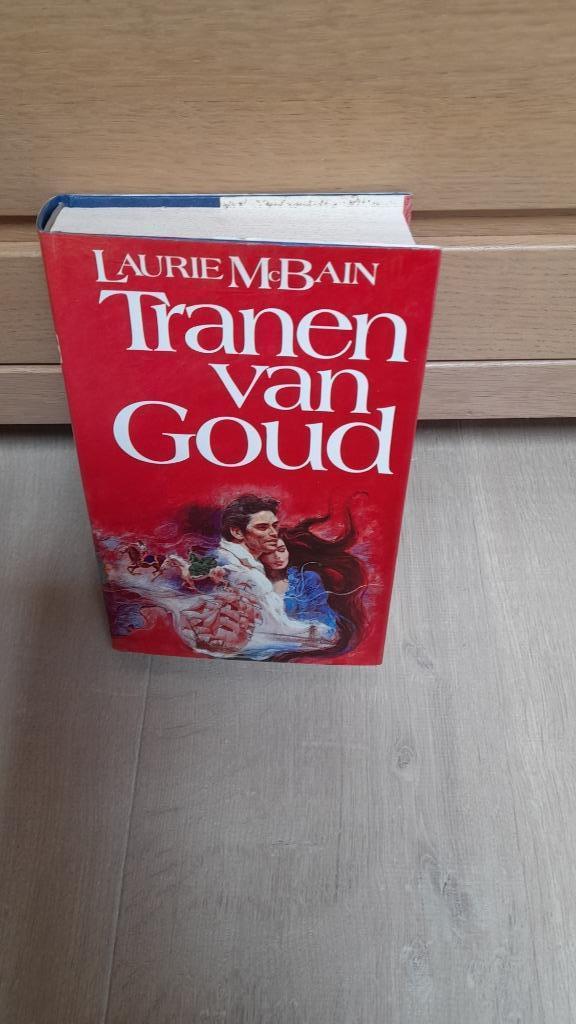 LAURIE McBAIN
Tranen
van
Goud